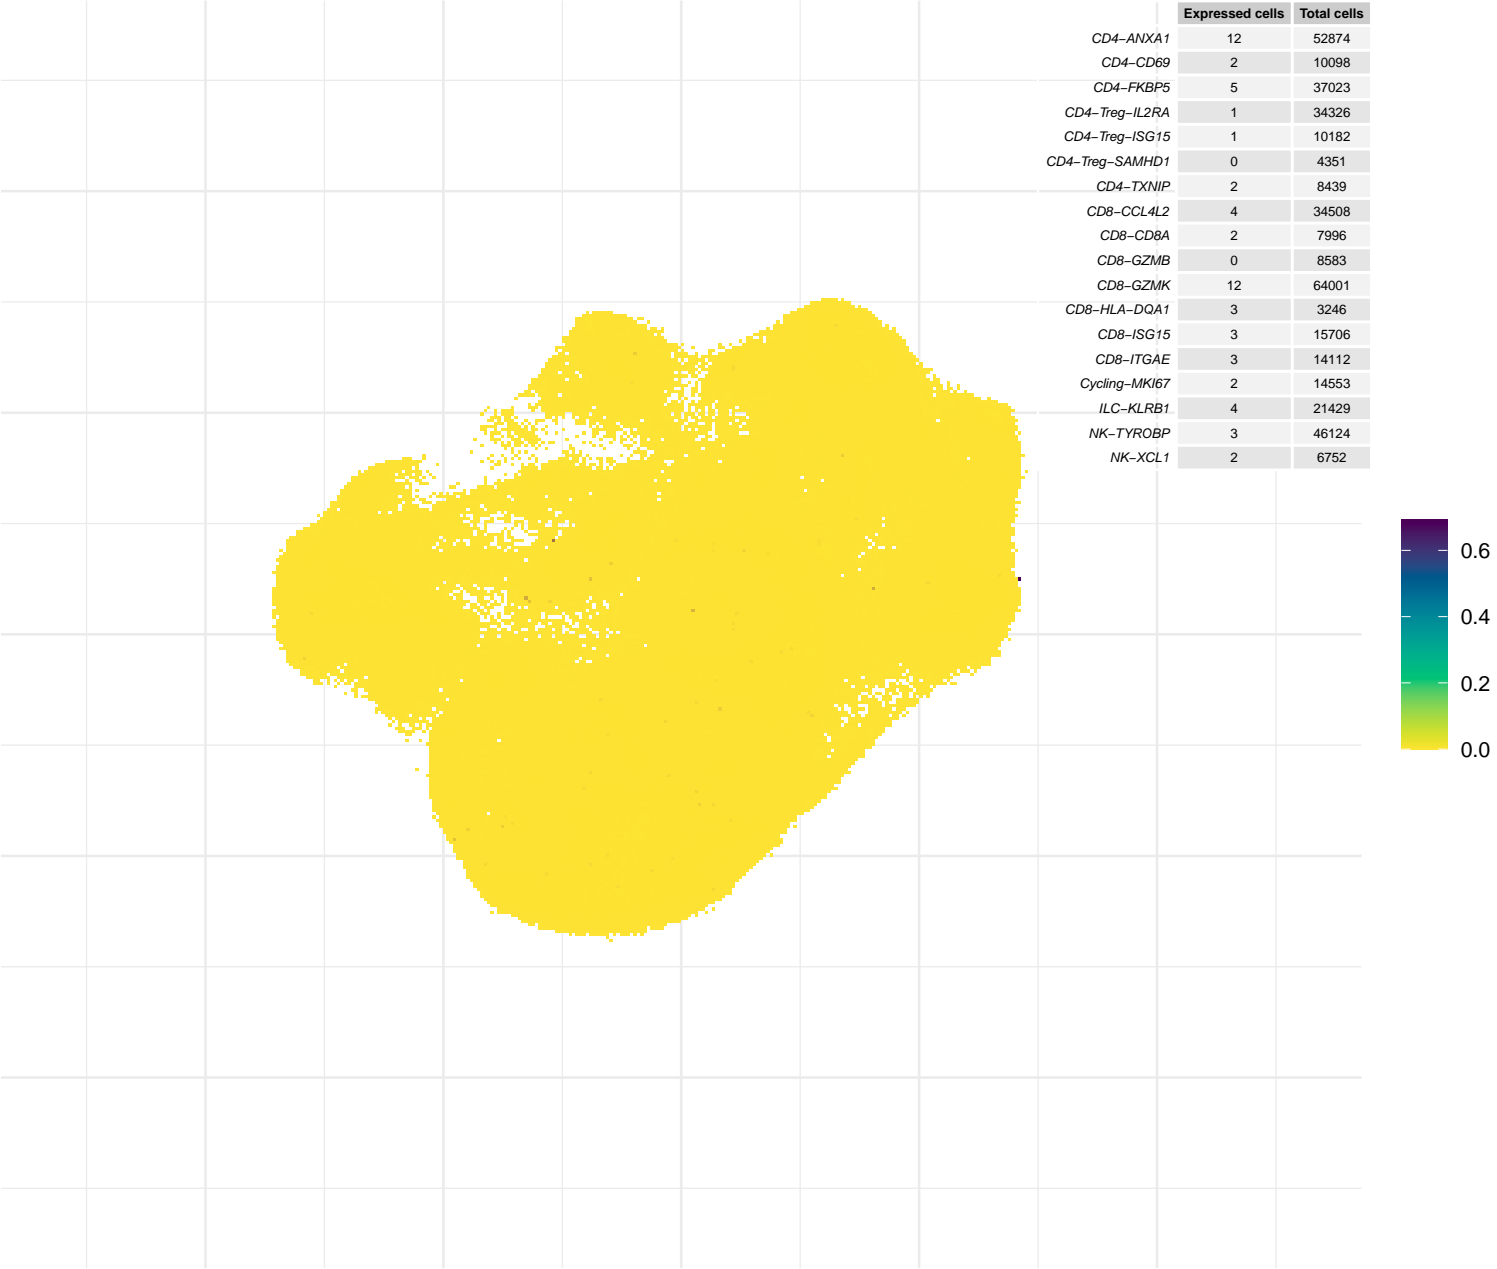 Expressed cells Total cells
CD4−ANXA1 12 52874
CD4−CD69 2 10098
CD4−FKBP5 5 37023
CD4−Treg−IL2RA 1 34326
CD4−Treg−ISG15 1 10182
CD4−Treg−SAMHD1 0 4351
CD4−TXNIP 2 8439
CD8−CCL4L2 4 34508
CD8−CD8A 2 7996
CD8−GZMB 0 8583
CD8−GZMK 12 64001
CD8−HLA−DQA1 3 3246
CD8−ISG15 3 15706
CD8−ITGAE 3 14112
Cycling−MKI67 2 14553
ILC−KLRB1 4 21429
NK−TYROBP 3 46124
NK−XCL1 2 6752
0.6
0.4
0.2
0.0